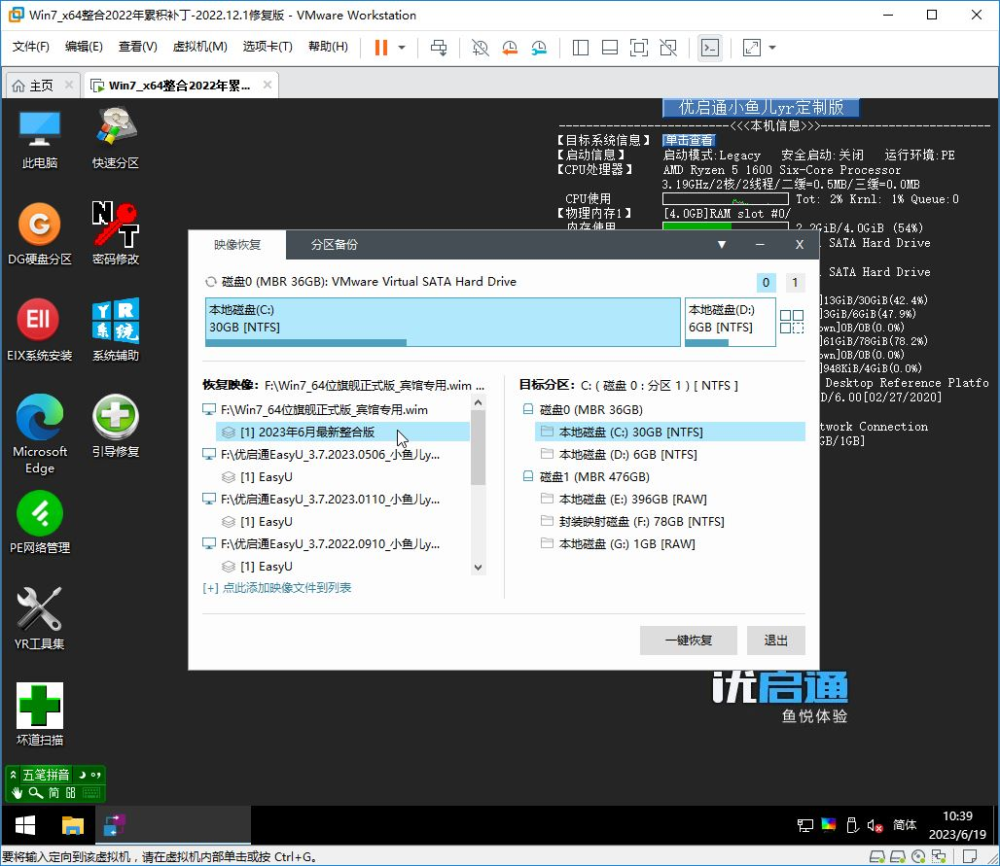 Win7_x64整合2022年累积补丁-2022.12.1修复版 - VMware Workstation
文件(F) 编辑(E) 查看(V) 虚拟机(M) 选项卡(T) 帮助(H)
主页 Win7_x64整合2022年累...
优启通小鱼儿yr定制版
<<<本机信息>>>
【目标系统信息】 单击查看
【启动信息】 启动模式:Legacy 安全启动:关闭 运行环境:PE
【CPU处理器】 AMD Ryzen 5 1600 Six-Core Processor
3.19GHz/2核/2线程/二缓=0.5MB/三缓=0.0MB
CPU使用 Tot: 2% Krnl: 1% Queue:0
【物理内存1】 [4.0GB]RAM slot #0/
内存使用 2.2GiB/4.0GiB (54%)
SATA Hard Drive
SATA Hard Drive
]13GiB/30GiB(42.4%)
]3GiB/6GiB(47.9%)
own]0B/0B(0.0%)
]61GiB/78GiB(78.2%)
own]0B/0B(0.0%)
]948KiB/4GiB(0.0%)
Desktop Reference Platfo
D/6.00[02/27/2020]
twork Connection
GB/1GB]
此电脑
快速分区
DG硬盘分区
密码修改
EII
YR系统
EIX系统安装
系统辅助
Microsoft
Edge
引导修复
PE网络管理
YR工具集
坏道扫描
映像恢复 分区备份 ▼ – X
磁盘0 (MBR 36GB): VMware Virtual SATA Hard Drive 0 1
本地磁盘(C:)
30GB [NTFS]
本地磁盘(D:)
6GB [NTFS]
恢复映像: F:\Win7_64位旗舰正式版_宾馆专用.wim ...
F:\Win7_64位旗舰正式版_宾馆专用.wim
[1] 2023年6月最新整合版
F:\优启通EasyU_3.7.2023.0506_小鱼儿y...
[1] EasyU
F:\优启通EasyU_3.7.2023.0110_小鱼儿y...
[1] EasyU
F:\优启通EasyU_3.7.2022.0910_小鱼儿y...
[1] EasyU
[+] 点此添加映像文件到列表
目标分区: C: ( 磁盘 0 : 分区 1 ) [ NTFS ]
磁盘0 (MBR 36GB)
本地磁盘 (C:) 30GB [NTFS]
本地磁盘 (D:) 6GB [NTFS]
磁盘1 (MBR 476GB)
本地磁盘 (E:) 396GB [RAW]
封装映射磁盘 (F:) 78GB [NTFS]
本地磁盘 (G:) 1GB [RAW]
一键恢复 退出
优启通
鱼悦体验
五笔拼音
简
简体
10:39
2023/6/19
要将输入定向到该虚拟机，请在虚拟机内部单击或按 Ctrl+G。